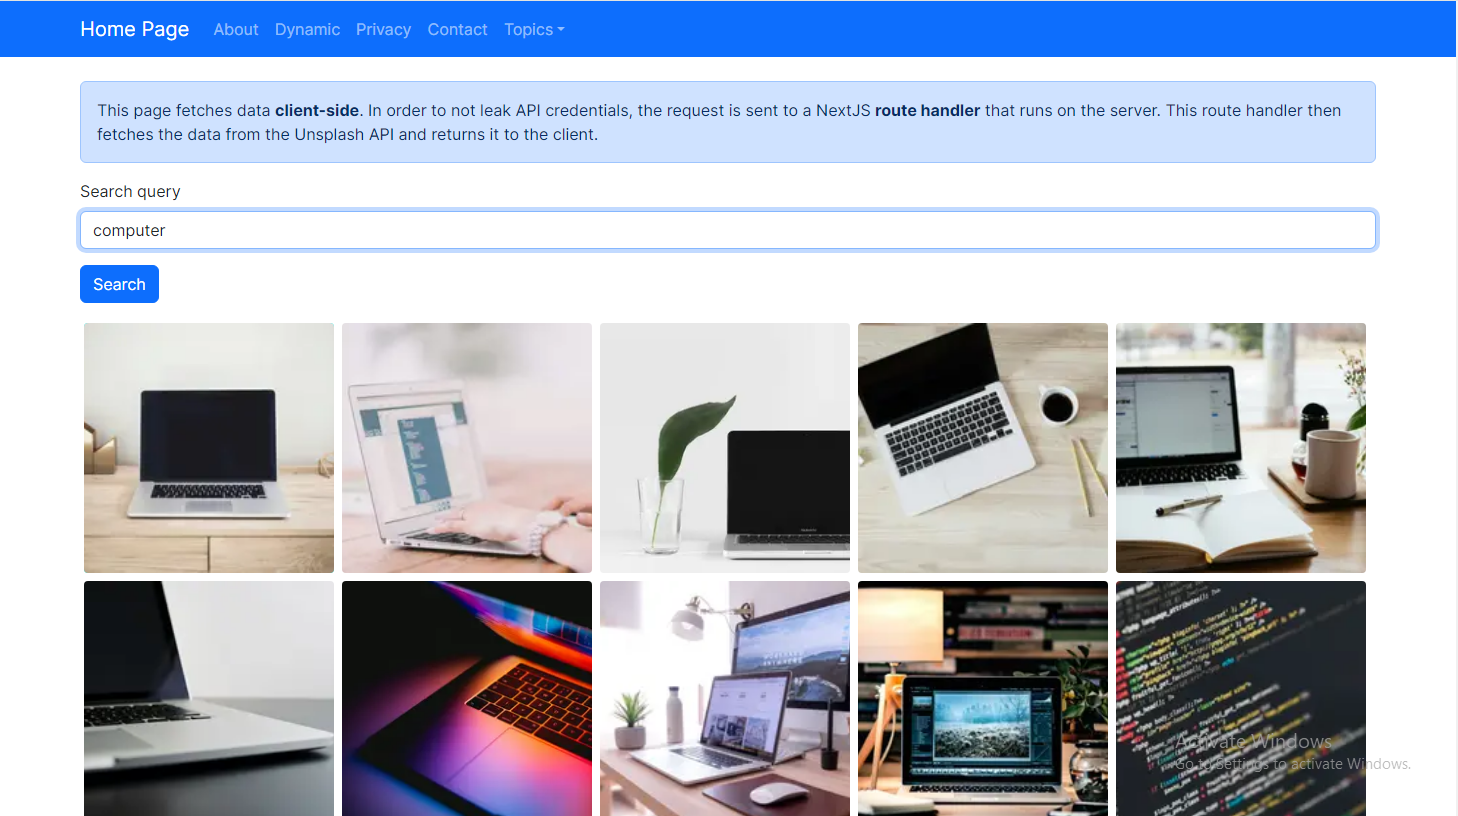 Home Page About Dynamic Privacy Contact Topics
This page fetches data client-side. In order to not leak API credentials, the request is sent to a NextJS route handler that runs on the server. This route handler then
fetches the data from the Unsplash API and returns it to the client.
Search query
computer
Search
Activate Windows
Go to Settings to activate Windows.